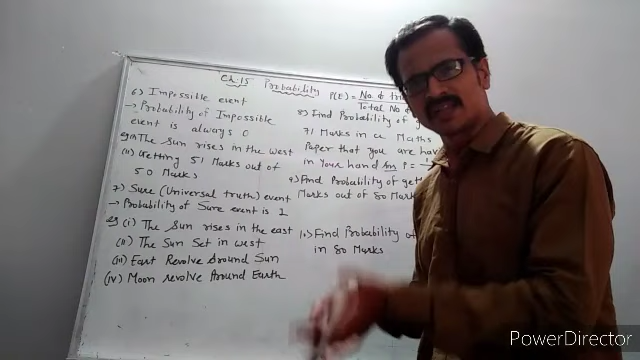 Ch.15 Probability
6) Impossible event
→ Probability of Impossible
event is always 0
eg (i) The Sun rises in the West
(ii) Getting 51 Marks out of
50 Marks
7) Sure (Universal truth) event
→ Probability of Sure event is 1
eg (i) The Sun rises in the east
(ii) The Sun Set in west
(iii) East Revolve Around Sun
(iv) Moon revolve Around Earth
P(E) = No. of
Total No.
8) Find Probability of
71 Marks in a Maths
Paper that you are
in your hand Ans P =
9) Find Probability of
Marks out of 80 Mark
10) Find Probability
in 80 Marks
PowerDirector